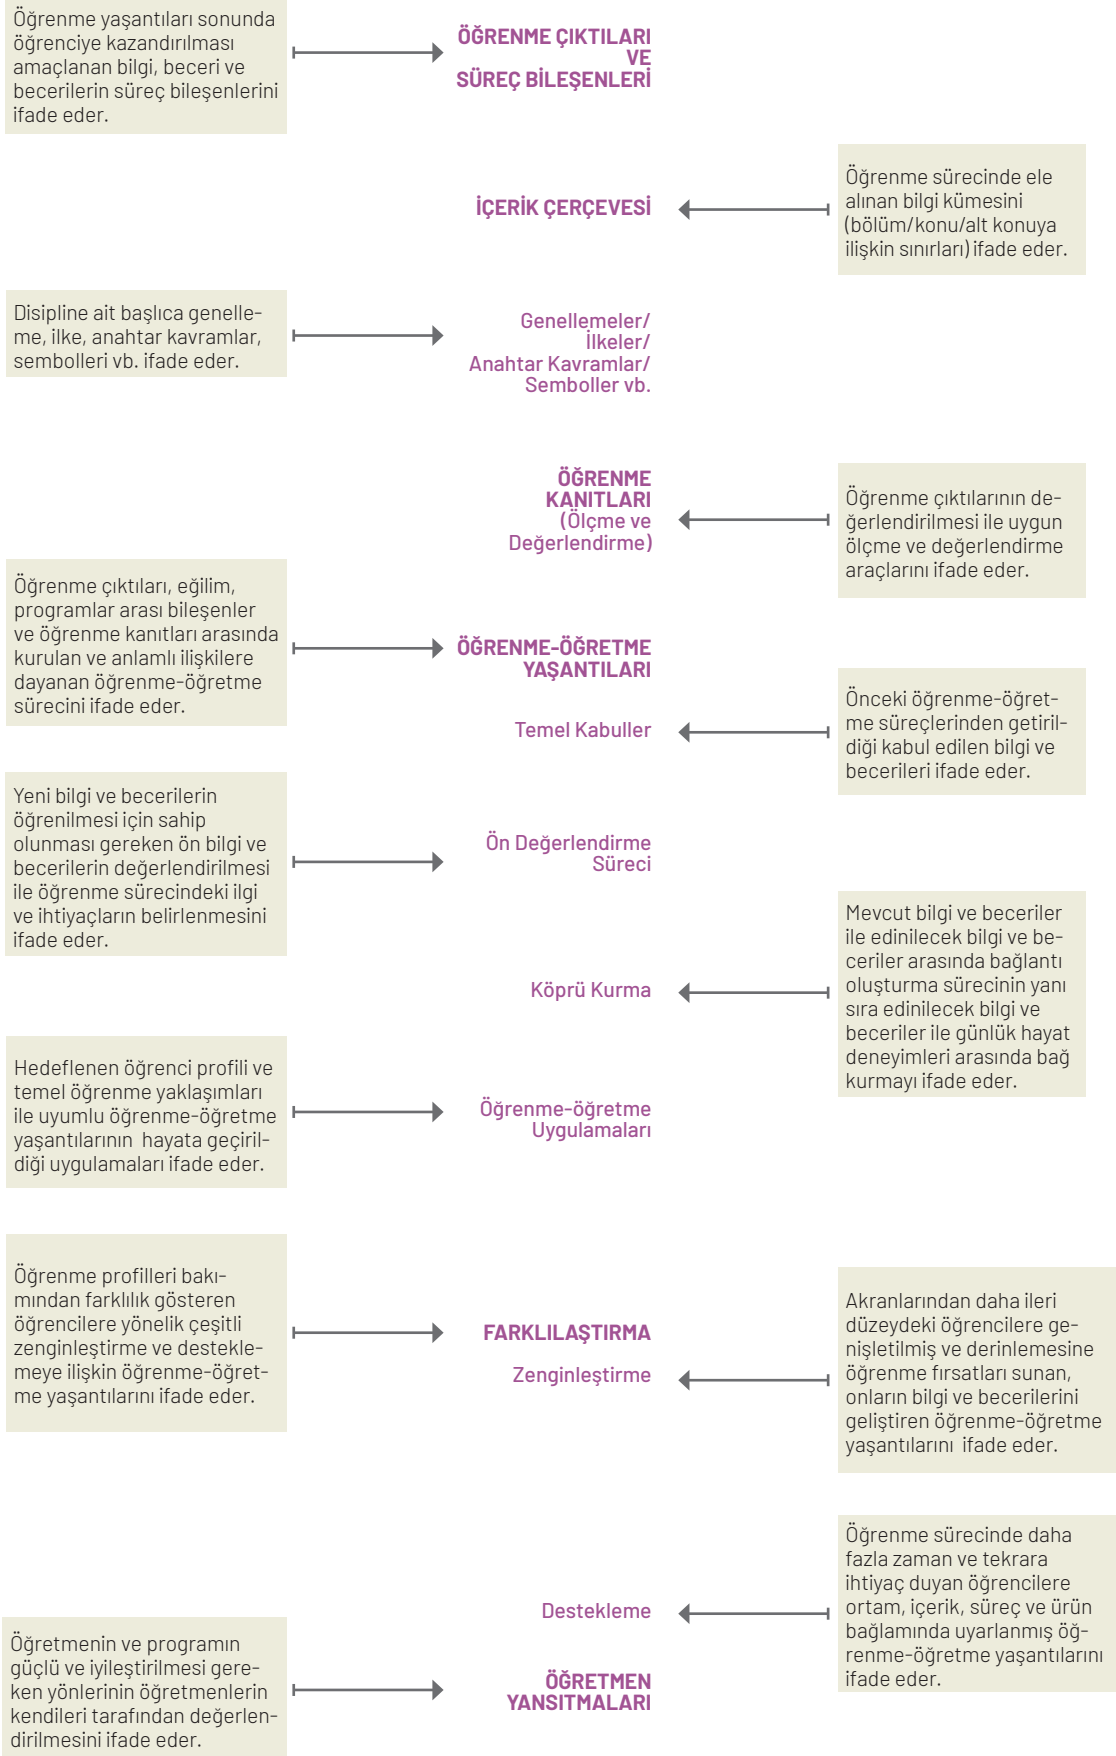 Öğrenme yaşantıları sonunda
öğrenciye kazandırılması
amaçlanan bilgi, beceri ve
becerilerin süreç bileşenlerini
ifade eder.
ÖĞRENME ÇIKTILARI
VE
SÜREÇ BİLEŞENLERİ
İÇERİK ÇERÇEVESİ
Öğrenme sürecinde ele
alınan bilgi kümesini
(bölüm/konu/alt konuya
ilişkin sınırları) ifade eder.
Disipline ait başlıca genelle-
me, ilke, anahtar kavramlar,
sembolleri vb. ifade eder.
Genellemeler/
İlkeler/
Anahtar Kavramlar/
Semboller vb.
ÖĞRENME
KANITLARI
(Ölçme ve
Değerlendirme)
Öğrenme çıktılarının de-
ğerlendirilmesi ile uygun
ölçme ve değerlendirme
araçlarını ifade eder.
Öğrenme çıktıları, eğilim,
programlar arası bileşenler
ve öğrenme kanıtları arasında
kurulan ve anlamlı ilişkilere
dayanan öğrenme-öğretme
sürecini ifade eder.
ÖĞRENME-ÖĞRETME
YAŞANTILARI
Temel Kabuller
Önceki öğrenme-öğret-
me süreçlerinden getiril-
diği kabul edilen bilgi ve
becerileri ifade eder.
Yeni bilgi ve becerilerin
öğrenilmesi için sahip
olunması gereken ön bilgi ve
becerilerin değerlendirilmesi
ile öğrenme sürecindeki ilgi
ve ihtiyaçların belirlenmesini
ifade eder.
Ön Değerlendirme
Süreci
Köprü Kurma
Mevcut bilgi ve beceriler
ile edinilecek bilgi ve be-
ceriler arasında bağlantı
oluşturma sürecinin yanı
sıra edinilecek bilgi ve
beceriler ile günlük hayat
deneyimleri arasında bağ
kurmayı ifade eder.
Hedeflenen öğrenci profili ve
temel öğrenme yaklaşımları
ile uyumlu öğrenme-öğretme
yaşantılarının hayata geçiril-
diği uygulamaları ifade eder.
Öğrenme-öğretme
Uygulamaları
Öğrenme profilleri bakı-
mından farklılık gösteren
öğrencilere yönelik çeşitli
zenginleştirme ve destekle-
meye ilişkin öğrenme-öğret-
me yaşantılarını ifade eder.
FARKLILAŞTIRMA
Zenginleştirme
Akranlarından daha ileri
düzeydeki öğrencilere ge-
nişletilmiş ve derinlemesine
öğrenme fırsatları sunan,
onların bilgi ve becerilerini
geliştiren öğrenme-öğretme
yaşantılarını ifade eder.
Destekleme
Öğrenme sürecinde daha
fazla zaman ve tekrara
ihtiyaç duyan öğrencilere
ortam, içerik, süreç ve ürün
bağlamında uyarlanmış öğ-
renme-öğretme yaşantılarını
ifade eder.
Öğretmenin ve programın
güçlü ve iyileştirilmesi gere-
ken yönlerinin öğretmenlerin
kendileri tarafından değerlen-
dirilmesini ifade eder.
ÖĞRETMEN
YANSITMALARI